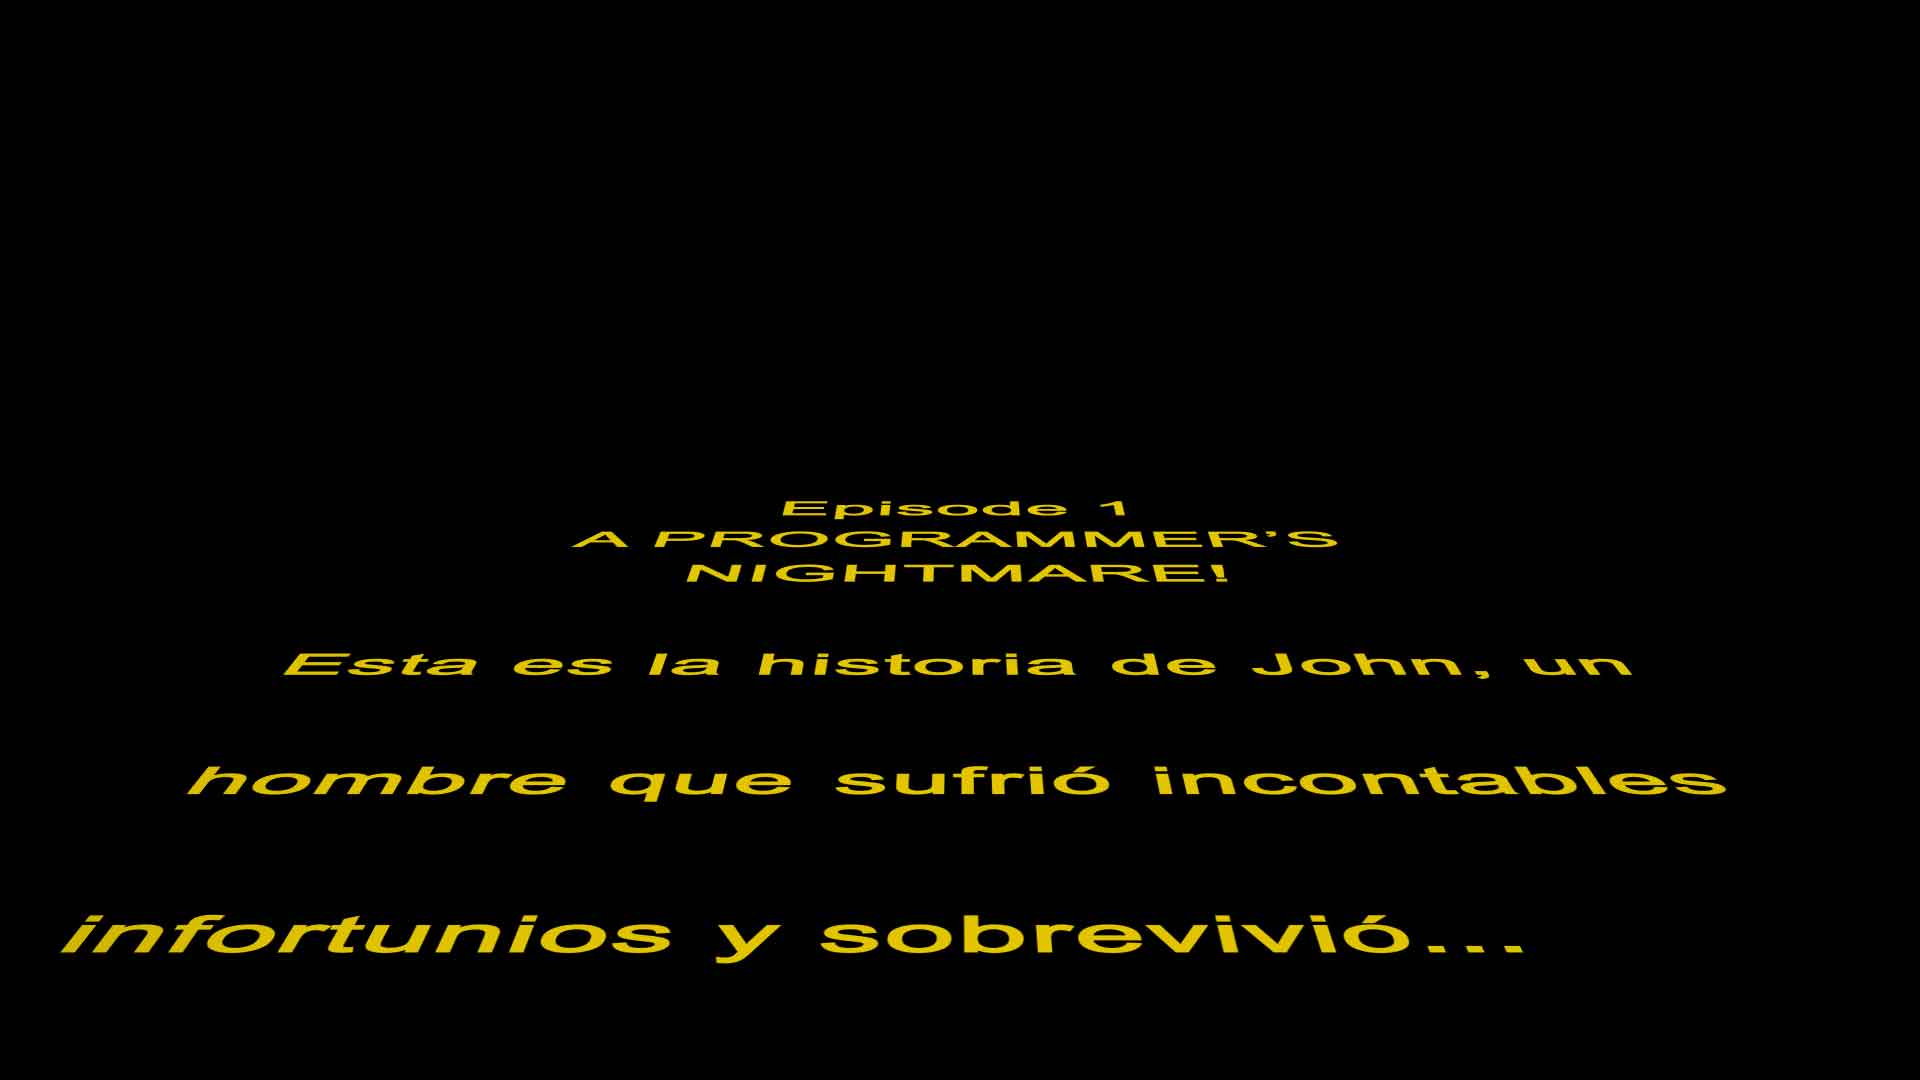 Episode 1
A PROGRAMMER’S
NIGHTMARE!
Esta es la historia de John, un
hombre que sufrió incontables
infortunios y sobrevivió...